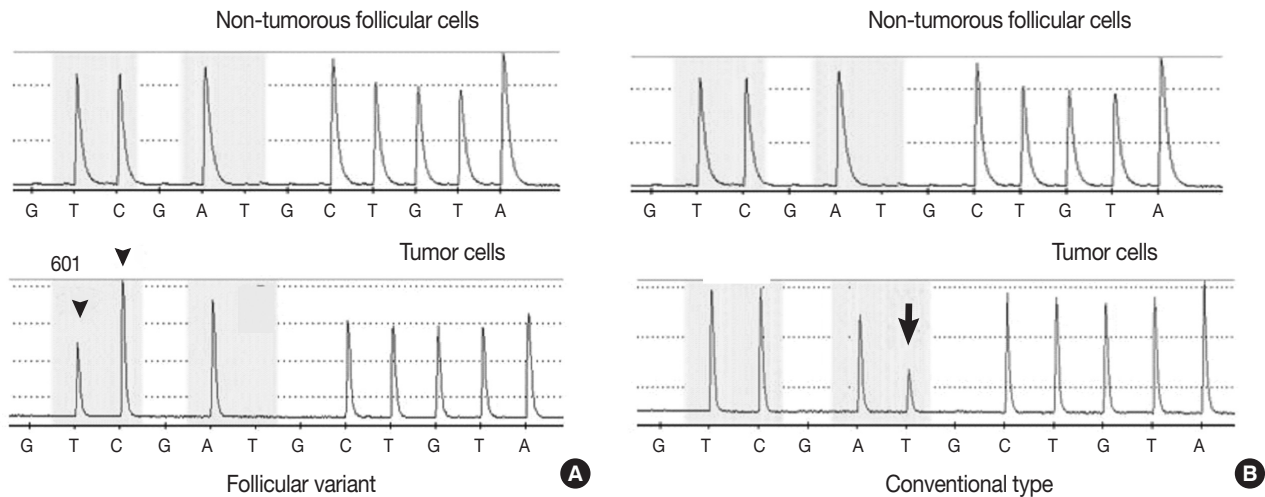 Non-tumorous follicular cells
G T C G A T G C T G T A
Tumor cells
601
G T C G A T G C T G T A
Follicular variant
A
Non-tumorous follicular cells
G T C G A T G C T G T A
Tumor cells
G T C G A T G C T G T A
Conventional type
B